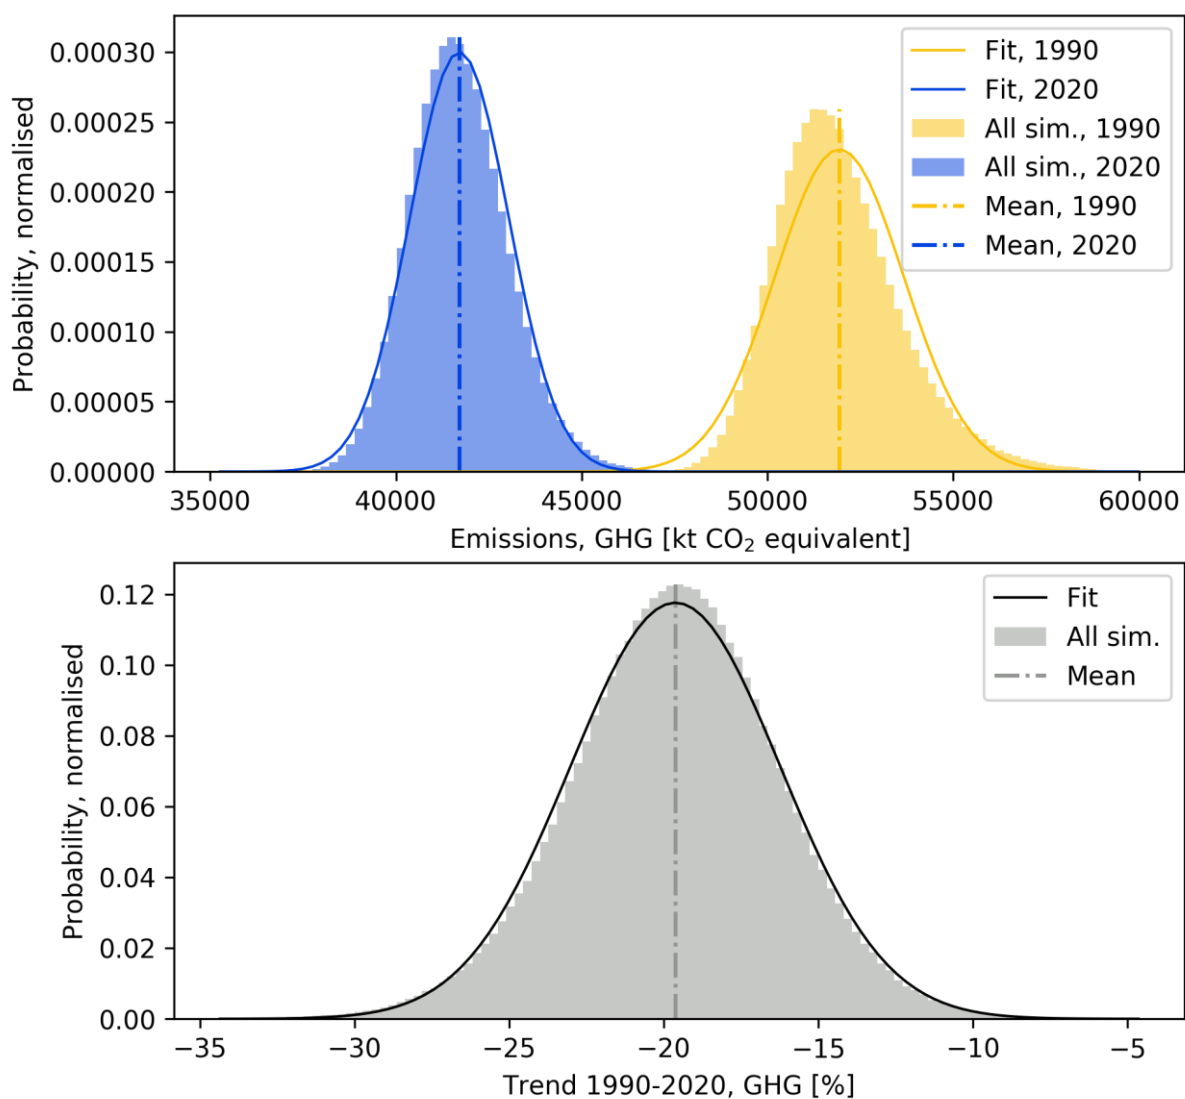 0.00030
0.00025
0.00020
0.00015
0.00010
0.00005
0.00000
Probability, normalised
Fit, 1990
Fit, 2020
All sim., 1990
All sim., 2020
Mean, 1990
Mean, 2020
35000 40000 45000 50000 55000 60000
Emissions, GHG [kt CO₂ equivalent]
0.12
0.10
0.08
0.06
0.04
0.02
0.00
Probability, normalised
Fit
All sim.
Mean
−35 −30 −25 −20 −15 −10 −5
Trend 1990-2020, GHG [%]